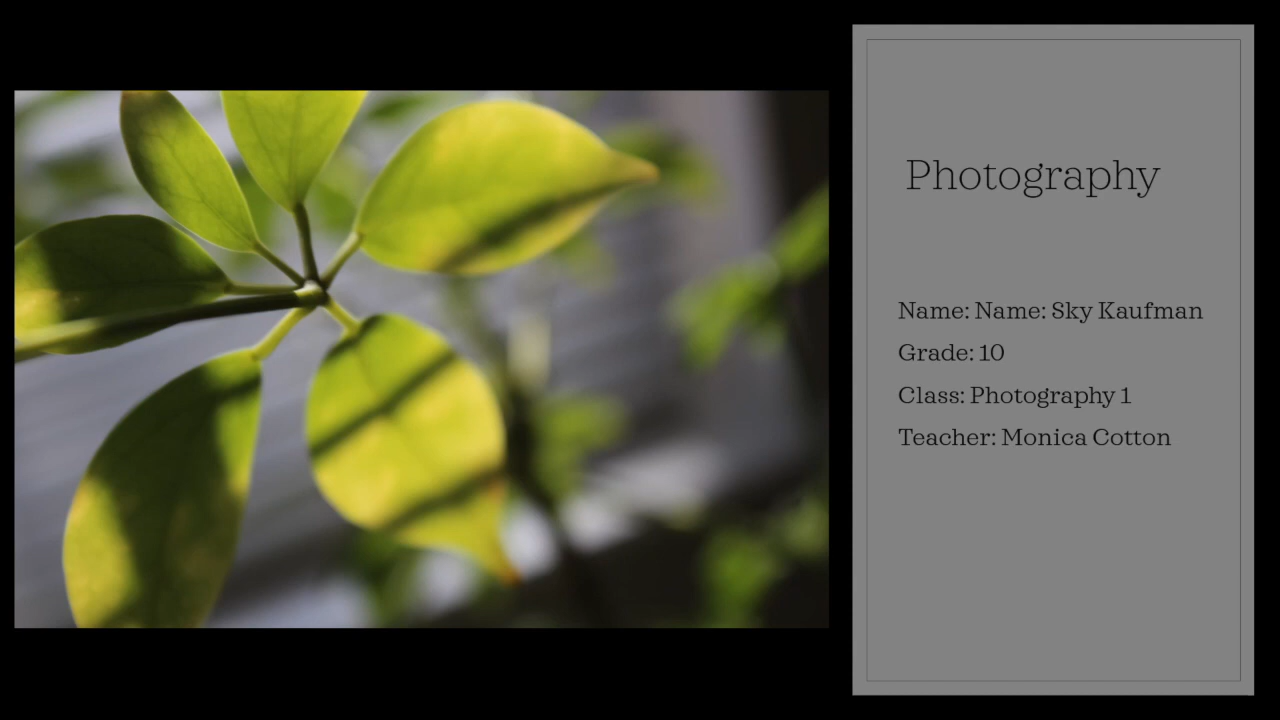 Photography
Name: Name: Sky Kaufman
Grade: 10
Class: Photography 1
Teacher: Monica Cotton